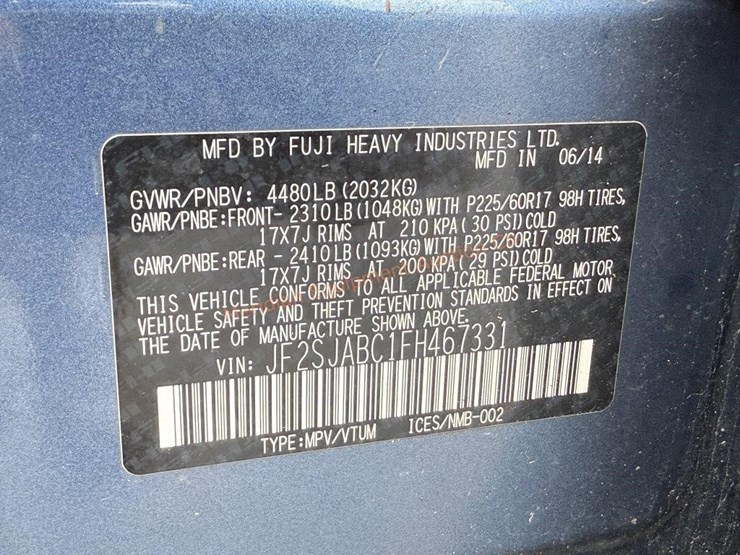 MFD BY FUJI HEAVY INDUSTRIES LTD.
MFD IN 06/14
GVWR/PNBV: 4480LB (2032KG)
GAWR/PNBE:FRONT- 2310LB (1048KG) WITH P225/60R17 98H TIRES,
17X7J RIMS AT 210 KPA ( 30 PSI) COLD
GAWR/PNBE:REAR - 2410LB (1093KG) WITH P225/60R17 98H TIRES,
17X7J RIMS AT 200 KPA ( 29 PSI) COLD
THIS VEHICLE CONFORMS TO ALL APPLICABLE FEDERAL MOTOR
VEHICLE SAFETY AND THEFT PREVENTION STANDARDS IN EFFECT ON
THE DATE OF MANUFACTURE SHOWN ABOVE.
VIN: JF2SJABC1FH467331
TYPE:MPV/VTUM ICES/NMB-002